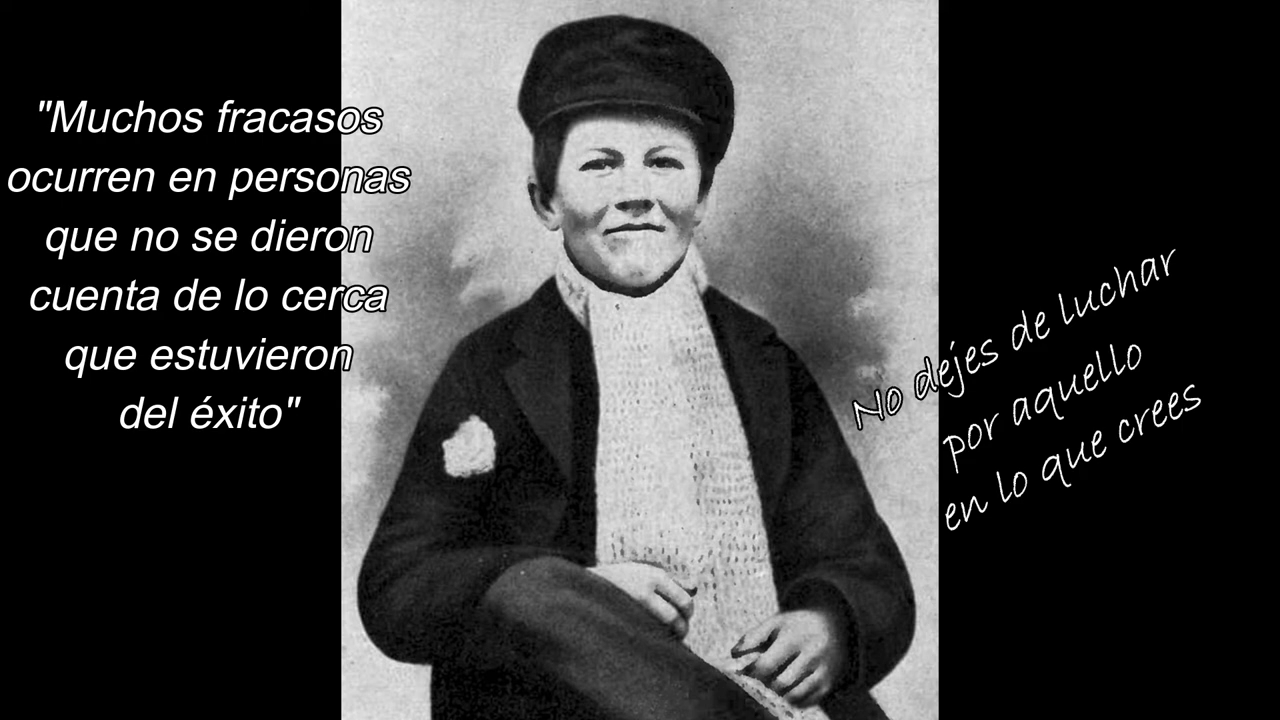 "Muchos fracasos
ocurren en personas
que no se dieron
cuenta de lo cerca
que estuvieron
del éxito"
No dejes de luchar
por aquello
en lo que crees